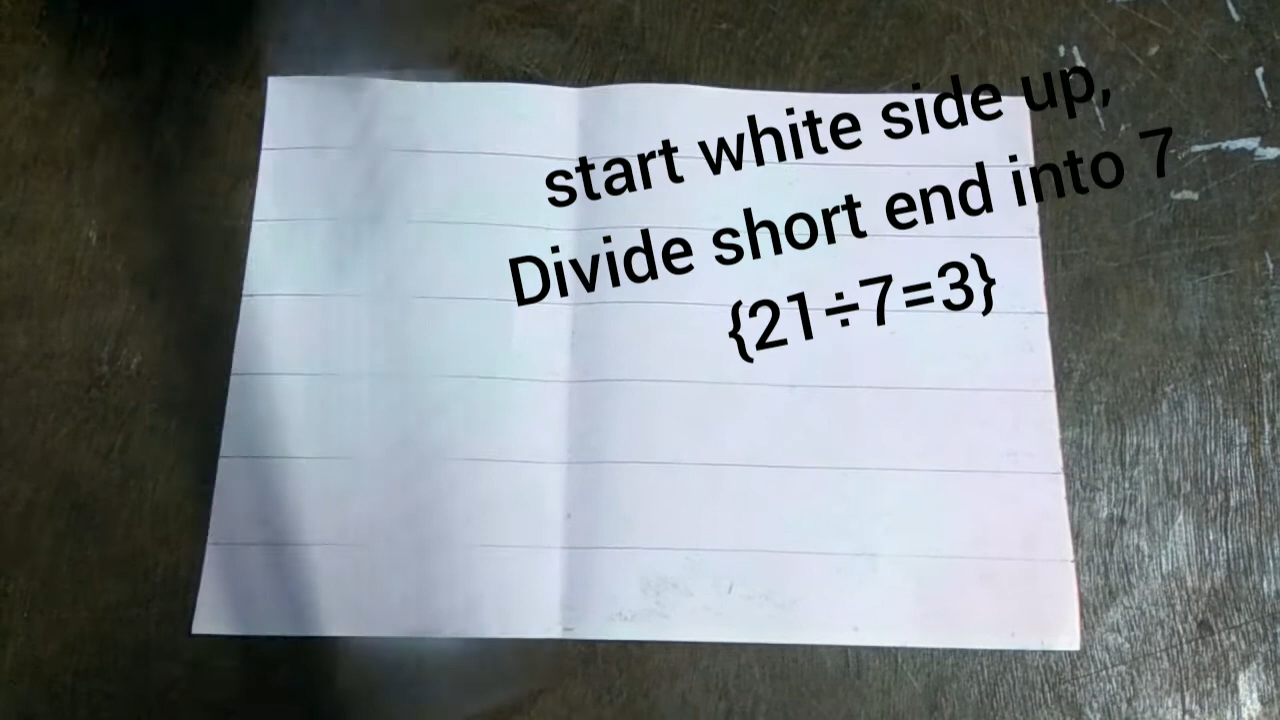 start white side up,
Divide short end into 7
{21÷7=3}